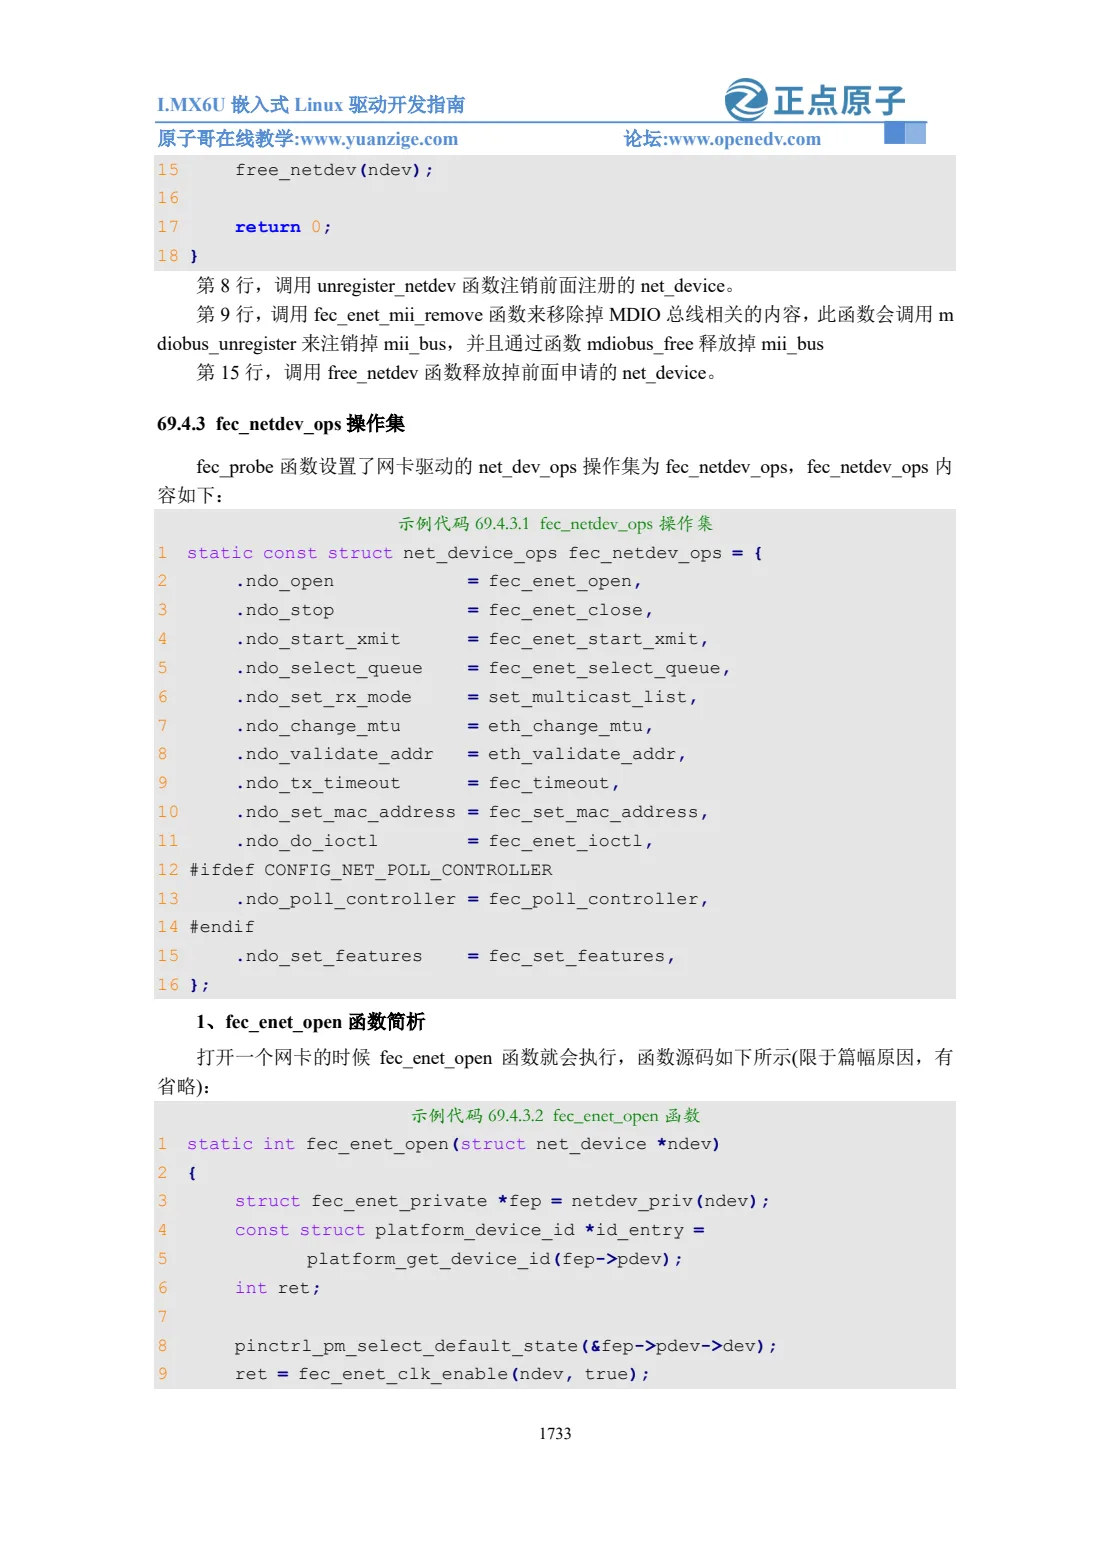 I.MX6U 嵌入式 Linux 驱动开发指南
正点原子
原子哥在线教学:www.yuanzige.com 论坛:www.openedv.com
15 free_netdev(ndev);
16
17 return 0;
18 }
第 8 行，调用 unregister_netdev 函数注销前面注册的 net_device。
第 9 行，调用 fec_enet_mii_remove 函数来移除掉 MDIO 总线相关的内容，此函数会调用 m
diobus_unregister 来注销掉 mii_bus，并且通过函数 mdiobus_free 释放掉 mii_bus
第 15 行，调用 free_netdev 函数释放掉前面申请的 net_device。
69.4.3 fec_netdev_ops 操作集
fec_probe 函数设置了网卡驱动的 net_dev_ops 操作集为 fec_netdev_ops，fec_netdev_ops 内
容如下：
示例代码 69.4.3.1 fec_netdev_ops 操作集
1 static const struct net_device_ops fec_netdev_ops = {
2 .ndo_open = fec_enet_open,
3 .ndo_stop = fec_enet_close,
4 .ndo_start_xmit = fec_enet_start_xmit,
5 .ndo_select_queue = fec_enet_select_queue,
6 .ndo_set_rx_mode = set_multicast_list,
7 .ndo_change_mtu = eth_change_mtu,
8 .ndo_validate_addr = eth_validate_addr,
9 .ndo_tx_timeout = fec_timeout,
10 .ndo_set_mac_address = fec_set_mac_address,
11 .ndo_do_ioctl = fec_enet_ioctl,
12 #ifdef CONFIG_NET_POLL_CONTROLLER
13 .ndo_poll_controller = fec_poll_controller,
14 #endif
15 .ndo_set_features = fec_set_features,
16 };
1、fec_enet_open 函数简析
打开一个网卡的时候 fec_enet_open 函数就会执行，函数源码如下所示(限于篇幅原因，有
省略)：
示例代码 69.4.3.2 fec_enet_open 函数
1 static int fec_enet_open(struct net_device *ndev)
2 {
3 struct fec_enet_private *fep = netdev_priv(ndev);
4 const struct platform_device_id *id_entry =
5 platform_get_device_id(fep->pdev);
6 int ret;
7
8 pinctrl_pm_select_default_state(&fep->pdev->dev);
9 ret = fec_enet_clk_enable(ndev, true);
1733